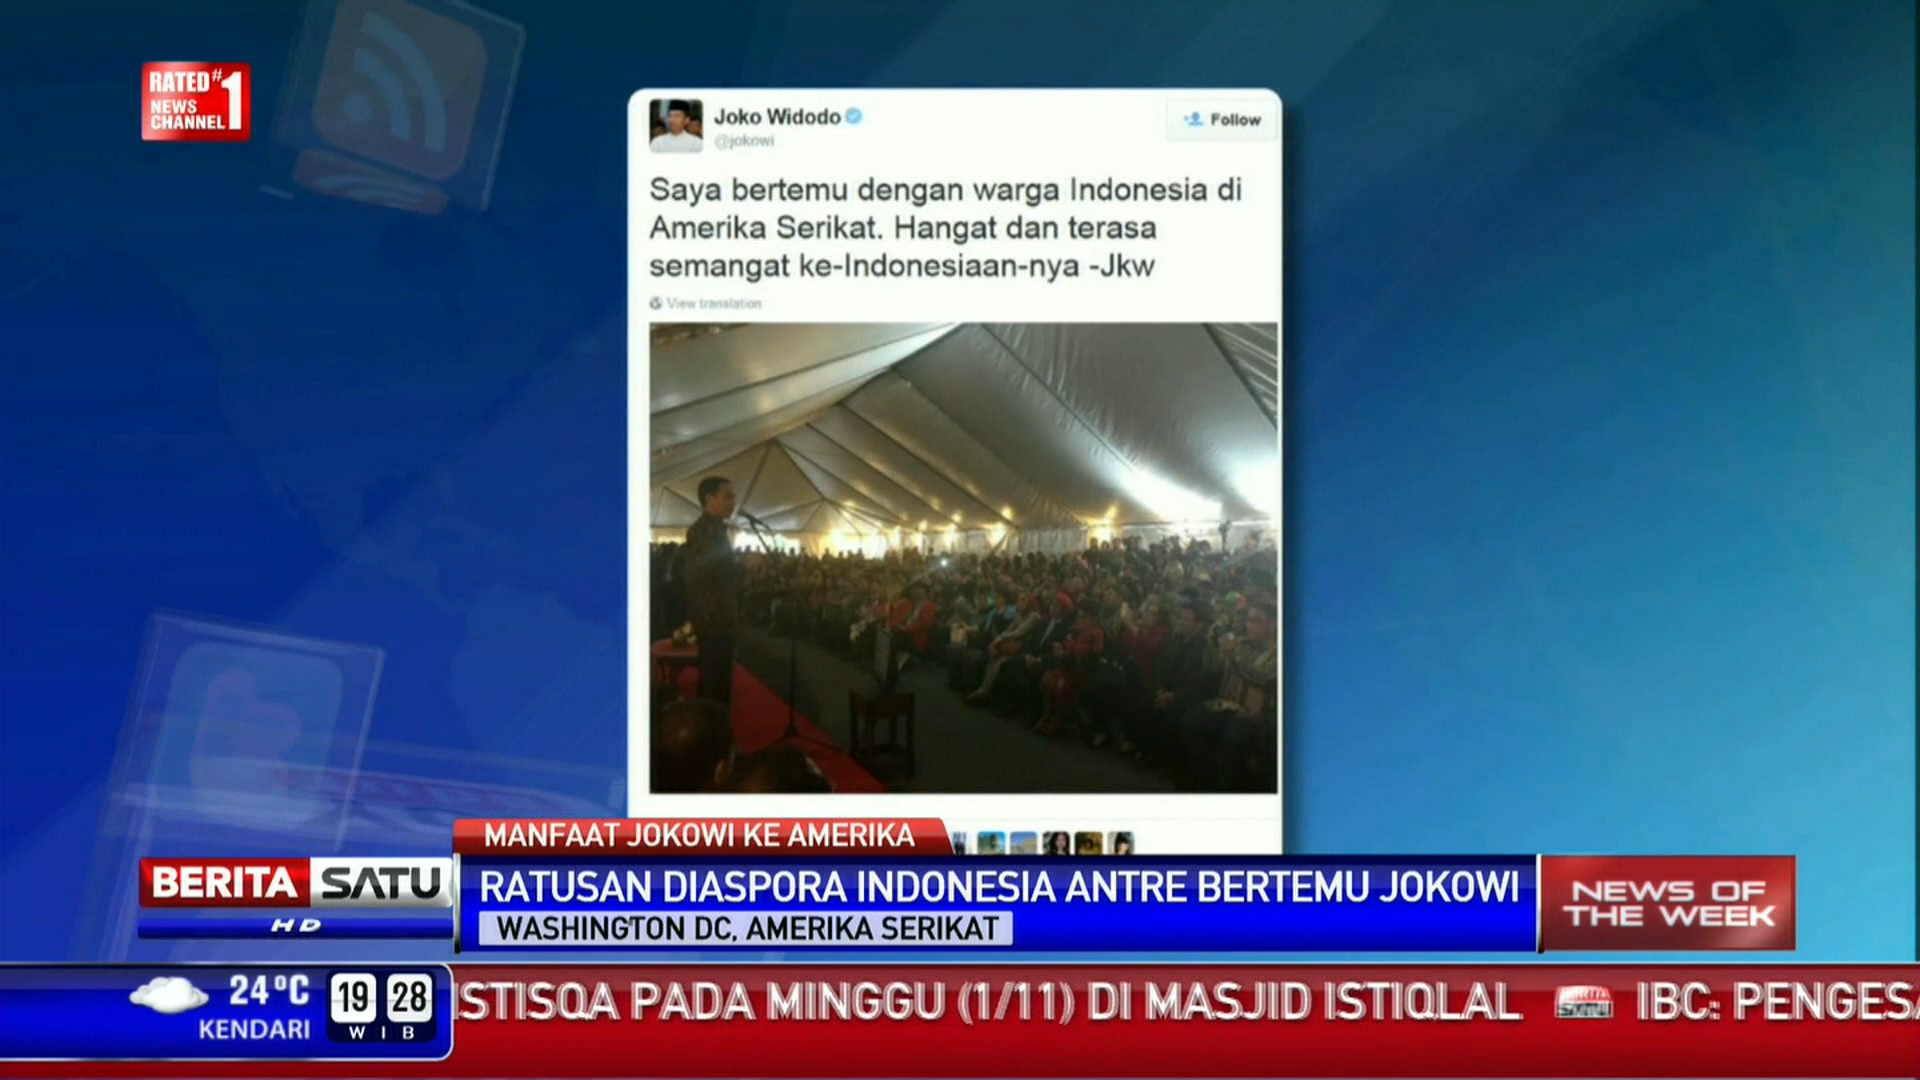 RATED #1
NEWS
CHANNEL
Joko Widodo
@jokowi
Follow
Saya bertemu dengan warga Indonesia di
Amerika Serikat. Hangat dan terasa
semangat ke-Indonesiaan-nya -Jkw
View translation
MANFAAT JOKOWI KE AMERIKA
BERITA SATU
HD
RATUSAN DIASPORA INDONESIA ANTRE BERTEMU JOKOWI
WASHINGTON DC, AMERIKA SERIKAT
NEWS OF
THE WEEK
24°C
KENDARI
19 28
WIB
ISTISQA PADA MINGGU (1/11) DI MASJID ISTIQLAL
BERITA SATU
IBC: PENGESA